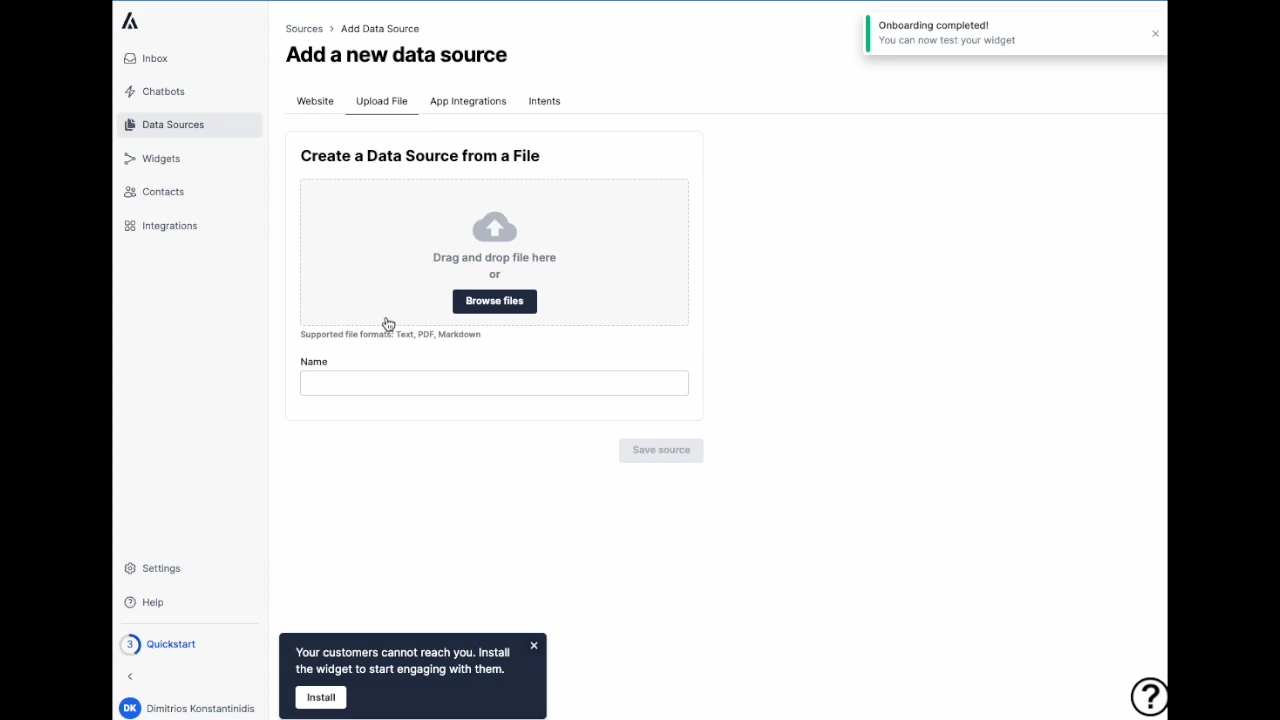 Inbox
Chatbots
Data Sources
Widgets
Contacts
Integrations
Settings
Help
3 Quickstart
DK Dimitrios Konstantinidis
Sources > Add Data Source
Add a new data source
Website Upload File App Integrations Intents
Create a Data Source from a File
Drag and drop file here
or
Browse files
Supported file formats: Text, PDF, Markdown
Name
Save source
Onboarding completed!
You can now test your widget
Your customers cannot reach you. Install
the widget to start engaging with them.
Install
?